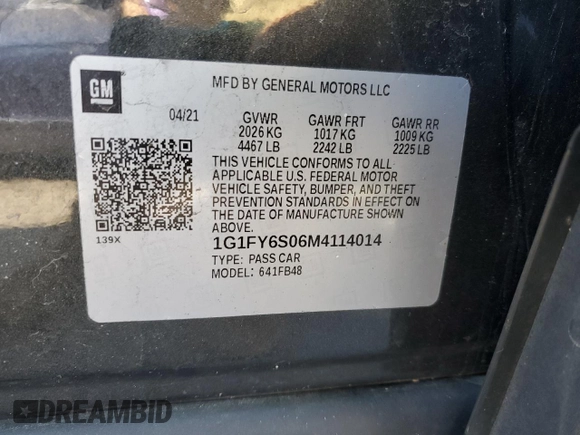 GM
MFD BY GENERAL MOTORS LLC
04/21 GVWR GAWR FRT GAWR RR
2026 KG 1017 KG 1009 KG
4467 LB 2242 LB 2225 LB
THIS VEHICLE CONFORMS TO ALL
APPLICABLE U.S. FEDERAL MOTOR
VEHICLE SAFETY, BUMPER, AND THEFT
PREVENTION STANDARDS IN EFFECT ON
THE DATE OF MANUFACTURE SHOWN
ABOVE.
139X
1G1FY6S06M4114014
TYPE: PASS CAR
MODEL: 641FB48
DREAMBID